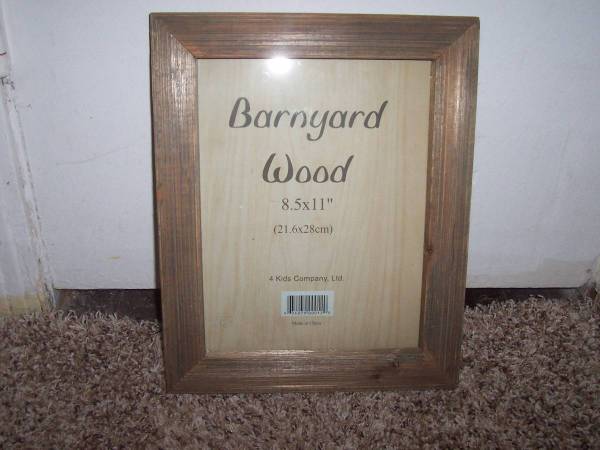 Barnyard
Wood
8.5x11"
(21.6x28cm)
4 Kids Company, Ltd.
Made in China